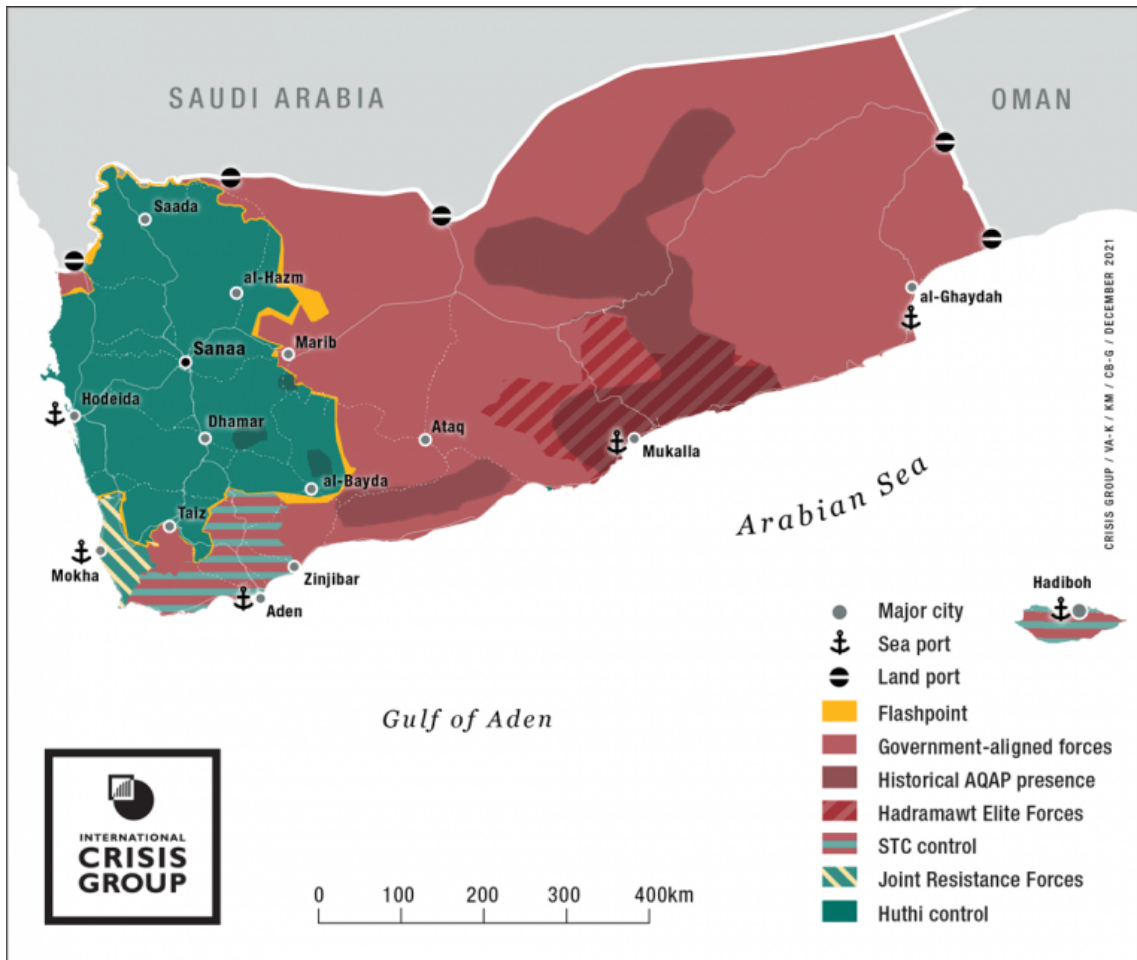 SAUDI ARABIA
OMAN
Saada
al-Hazm
Marib
Sanaa
Hodeida
Dhamar
Ataq
al-Bayda
Taiz
Mokha
Zinjibar
Aden
Mukalla
al-Ghaydah
Arabian Sea
Gulf of Aden
CRISIS GROUP / VA-K / KM / CB-G / DECEMBER 2021
Hadiboh
Major city
Sea port
Land port
Flashpoint
Government-aligned forces
Historical AQAP presence
Hadramawt Elite Forces
STC control
Joint Resistance Forces
Huthi control
INTERNATIONAL
CRISIS
GROUP
0 100 200 300 400km